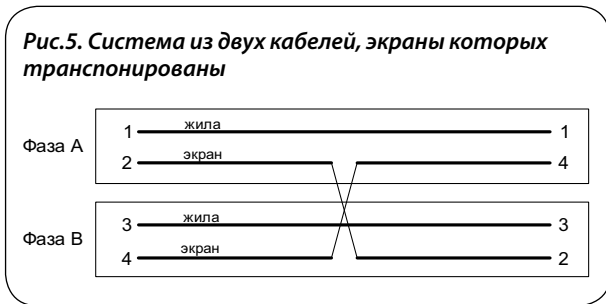 Рис.5. Система из двух кабелей, экраны которых
транспонированы
Фаза А
1 жила 1
2 экран 4
Фаза В
3 жила 3
4 экран 2